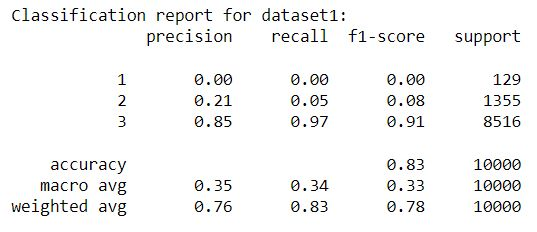 Classification report for dataset1:
precision recall f1-score support
1 0.00 0.00 0.00 129
2 0.21 0.05 0.08 1355
3 0.85 0.97 0.91 8516
accuracy 0.83 10000
macro avg 0.35 0.34 0.33 10000
weighted avg 0.76 0.83 0.78 10000